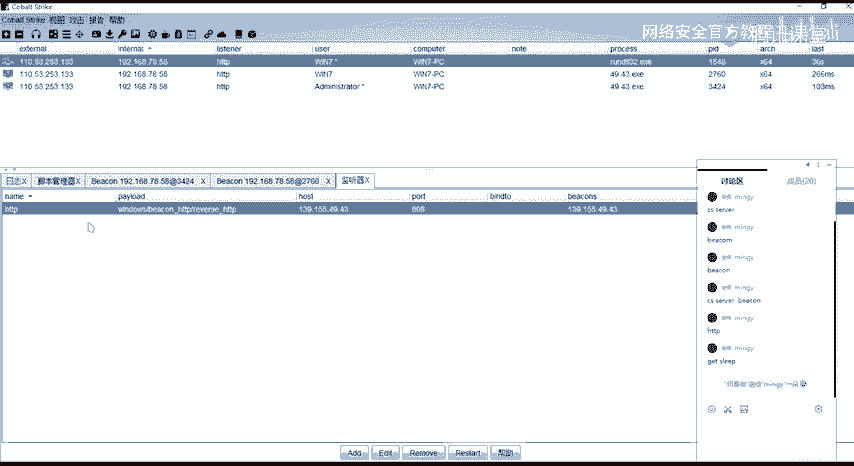 Cobalt Strike
Cobalt Strike 视图 攻击 报告 帮助
网络安全官方
腾讯课堂
external internal listener user computer note process pid arch last
110.53.253.133 192.168.78.58 http WIN7 * WIN7-PC rundll32.exe 1648 x64 36s
110.53.253.133 192.168.78.58 http WIN7 WIN7-PC 49.43.exe 2760 x64 266ms
110.53.253.133 192.168.78.58 http Administrator * WIN7-PC 49.43.exe 3424 x64 103ms
日志X 脚本管理器X Beacon 192.168.78.58@3424 X Beacon 192.168.78.58@2760 X 监听器X
name payload host port bindto beacons
http windows/beacon_http/reverse_http 139.155.49.43 808 139.155.49.43
讨论区 成员(20)
mingy
cs server
mingy
beacom
mingy
beacon
mingy
cs server beacon
mingy
http
mingy
get sleep
Add Edit Remove Restart 帮助